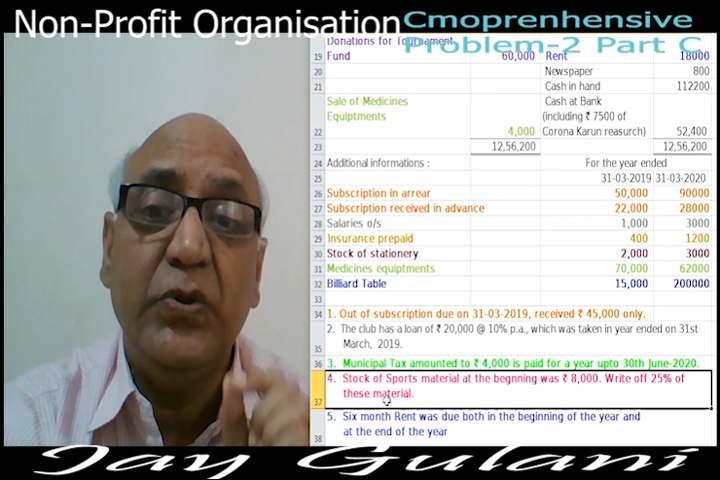 Non-Profit Organisation
Cmoprenhensive
Problem-2 Part C
Donations for Tournament
19 Fund 60,000 Rent 18000
20 Newspaper 800
21 Cash in hand 112200
Sale of Medicines Cash at Bank
Equiptments (including ₹ 7500 of
22 4,000 Corona Karun reasurch) 52,400
23 12,56,200 12,56,200
24 Additional informations : For the year ended
25 31-03-2019 31-03-2020
26 Subscription in arrear 50,000 90000
27 Subscription received in advance 22,000 28000
28 Salaries o/s 1,000 3000
29 Insurance prepaid 400 1200
30 Stock of stationery 2,000 3000
31 Medicines equiptments 70,000 62000
32 Billiard Table 15,000 200000
33
34 1. Out of subscription due on 31-03-2019, received ₹ 45,000 only.
2. The club has a loan of ₹ 20,000 @ 10% p.a., which was taken in year ended on 31st
35 March, 2019.
36 3. Municipal Tax amounted to ₹ 4,000 is paid for a year upto 30th June-2020.
4. Stock of Sports material at the begnning was ₹ 8,000. Write off 25% of
37 these material.
5. Six month Rent was due both in the beginning of the year and
38 at the end of the year
Jay Gulani